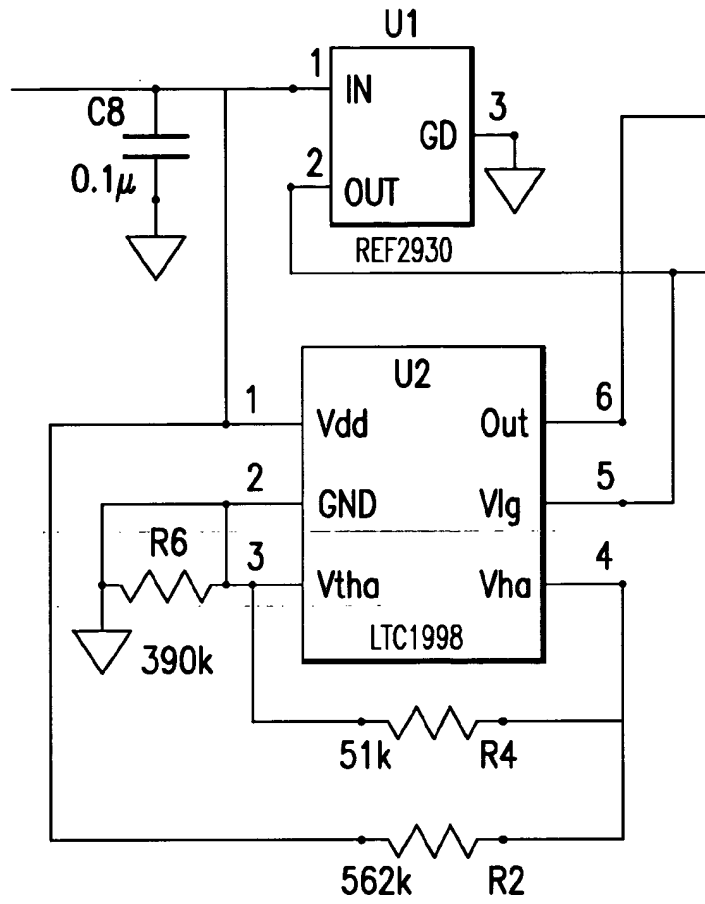 U1
1
IN
C8
3
GD
0.1μ
2
OUT
REF2930
U2
1
Vdd
Out
6
2
GND
Vlg
5
R6
3
Vtha
Vha
4
390k
LTC1998
51k
R4
562k
R2